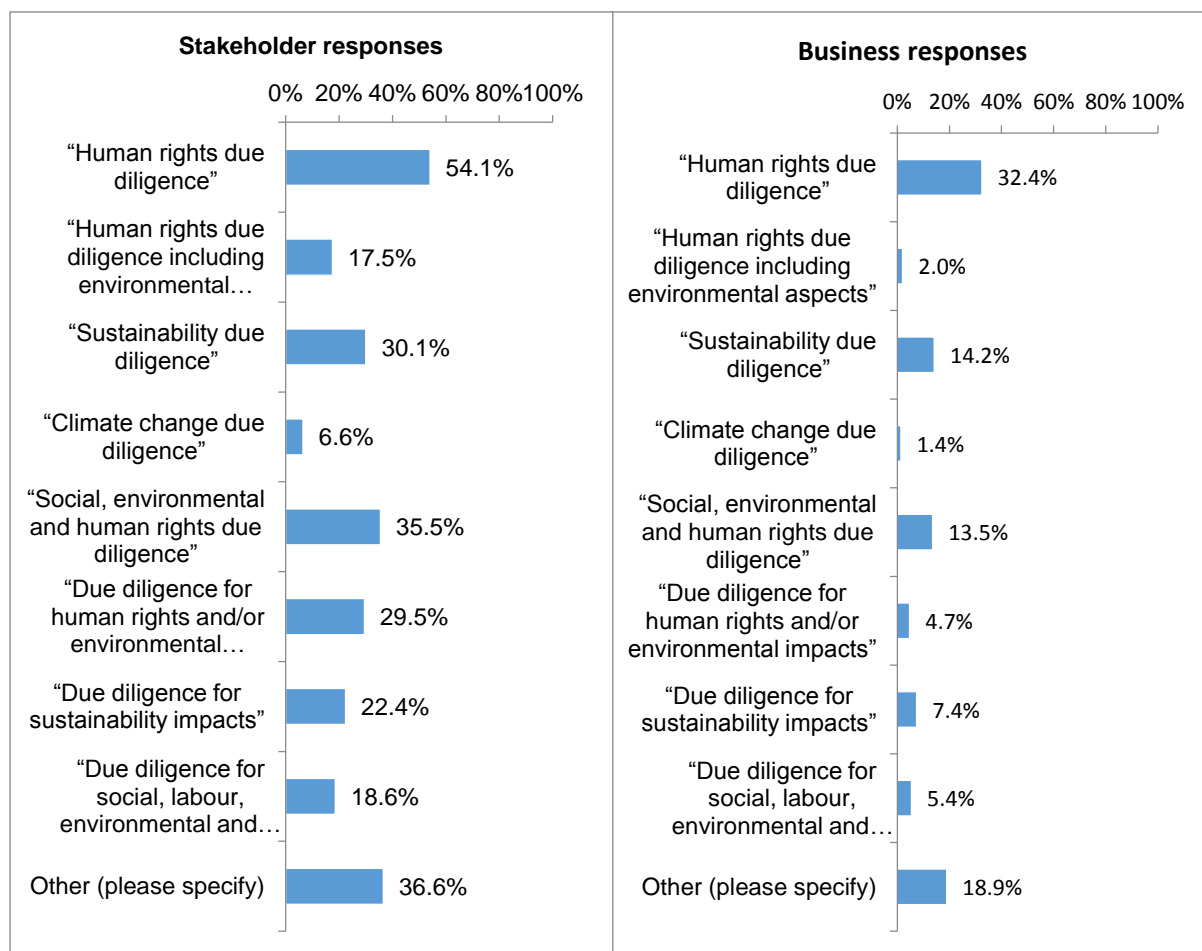 Stakeholder responses
0% 20% 40% 60% 80%100%
“Human rights due
diligence”
54.1%
“Human rights due
diligence including
environmental…
17.5%
“Sustainability due
diligence”
30.1%
“Climate change due
diligence”
6.6%
“Social, environmental
and human rights due
diligence”
35.5%
“Due diligence for
human rights and/or
environmental…
29.5%
“Due diligence for
sustainability impacts”
22.4%
“Due diligence for
social, labour,
environmental and…
18.6%
Other (please specify)
36.6%
Business responses
0% 20% 40% 60% 80% 100%
“Human rights due
diligence”
32.4%
“Human rights due
diligence including
environmental aspects”
2.0%
“Sustainability due
diligence”
14.2%
“Climate change due
diligence”
1.4%
“Social, environmental
and human rights due
diligence”
13.5%
“Due diligence for
human rights and/or
environmental impacts”
4.7%
“Due diligence for
sustainability impacts”
7.4%
“Due diligence for
social, labour,
environmental and…
5.4%
Other (please specify)
18.9%